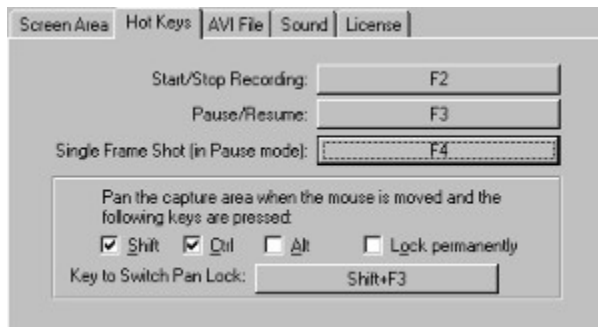 Screen Area Hot Keys AVI File Sound License
Start/Stop Recording: F2
Pause/Resume: F3
Single Frame Shot (in Pause mode): F4
Pan the capture area when the mouse is moved and the
following keys are pressed:
Shift Ctrl Alt Lock permanently
Key to Switch Pan Lock: Shift+F3